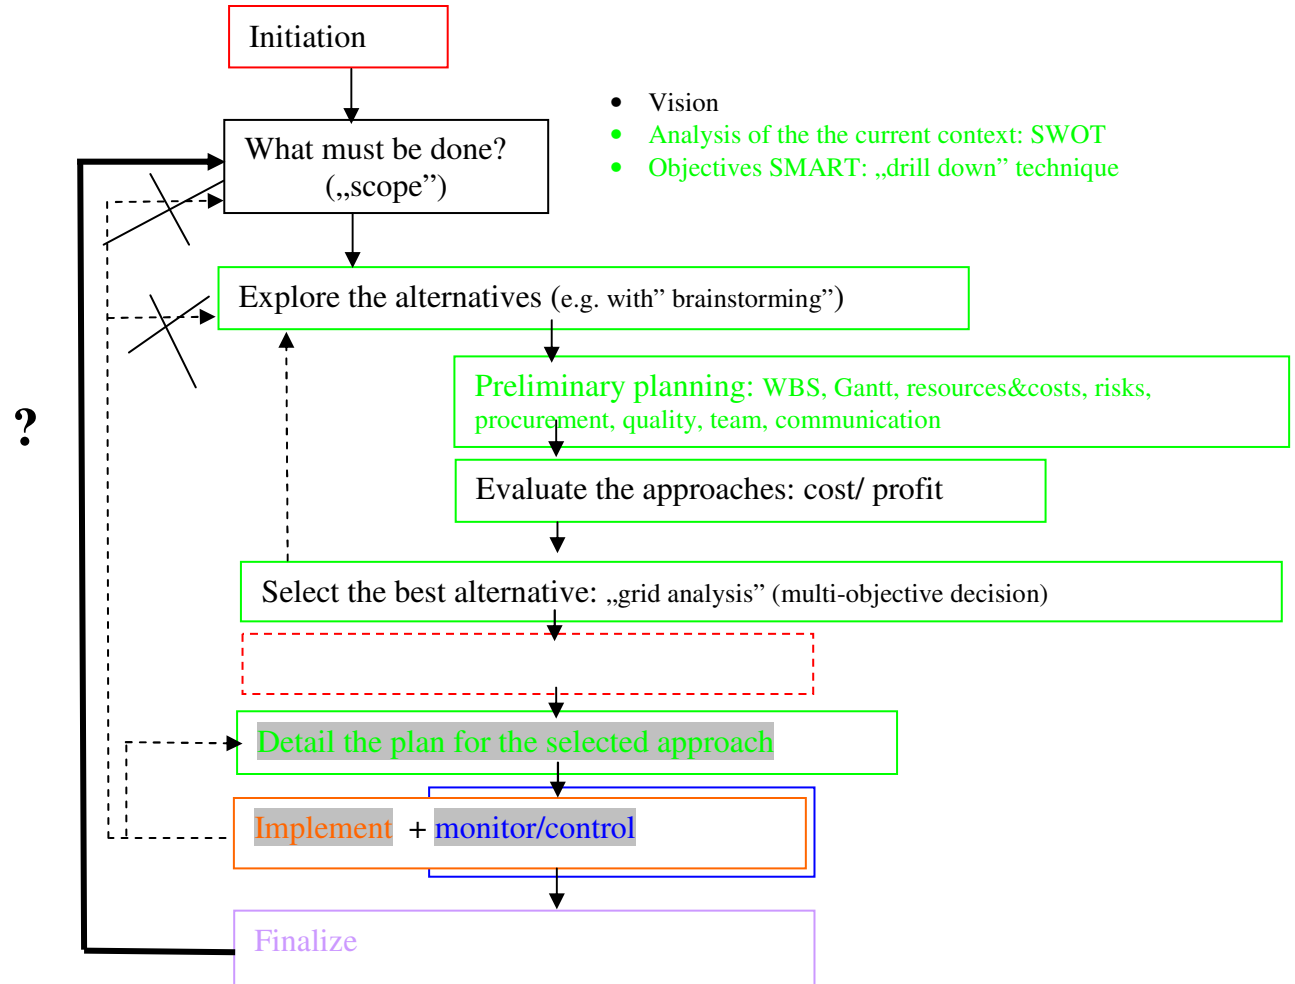 Initiation
• Vision
What must be done?
• Analysis of the the current context: SWOT
(„scope”)
• Objectives SMART: „drill down” technique
Explore the alternatives (e.g. with” brainstorming”)
Preliminary planning: WBS, Gantt, resources&costs, risks,
procurement, quality, team, communication
?
Evaluate the approaches: cost/ profit
Select the best alternative: „grid analysis” (multi-objective decision)
Detail the plan for the selected approach
Implement + monitor/control
Finalize